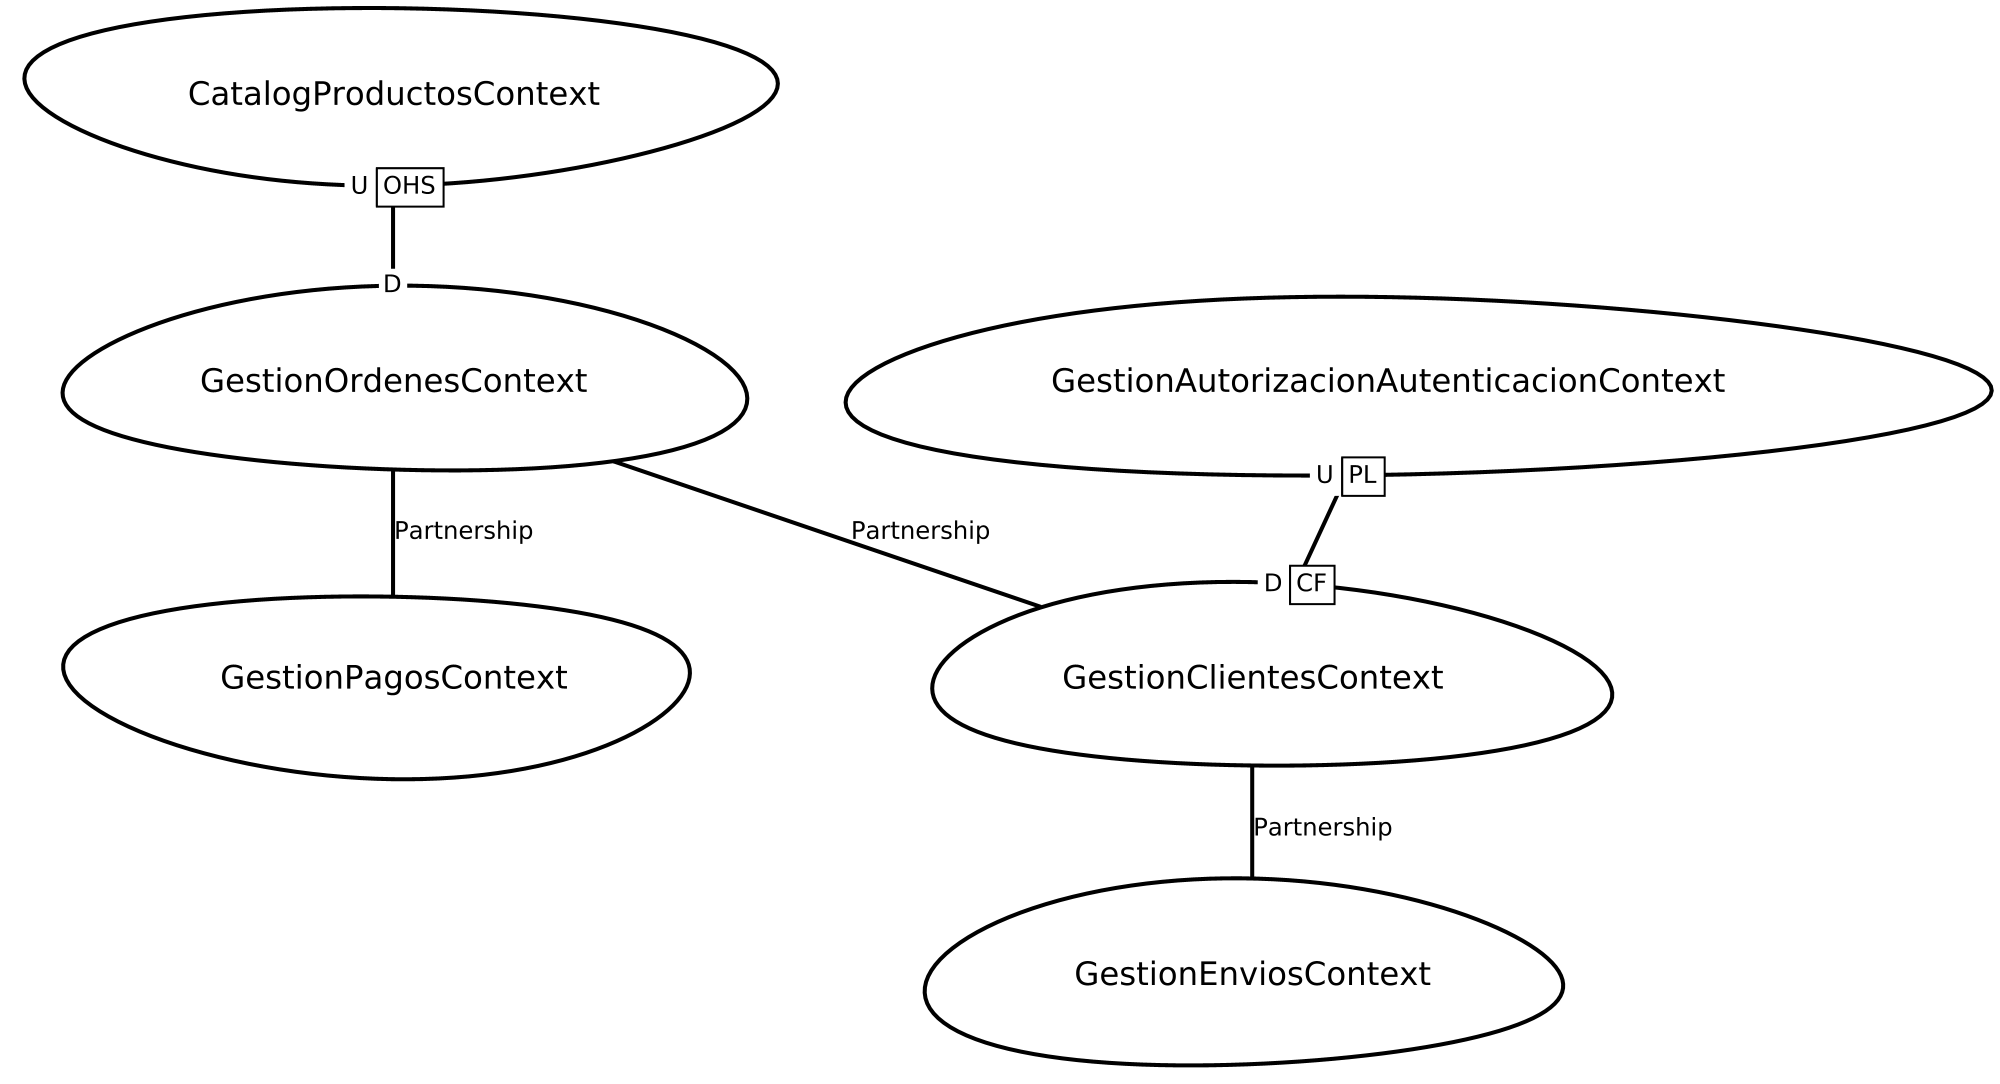 CatalogProductosContext
U OHS
D
GestionOrdenesContext
GestionAutorizacionAutenticacionContext
U PL
Partnership
Partnership
D CF
GestionPagosContext
GestionClientesContext
Partnership
GestionEnviosContext